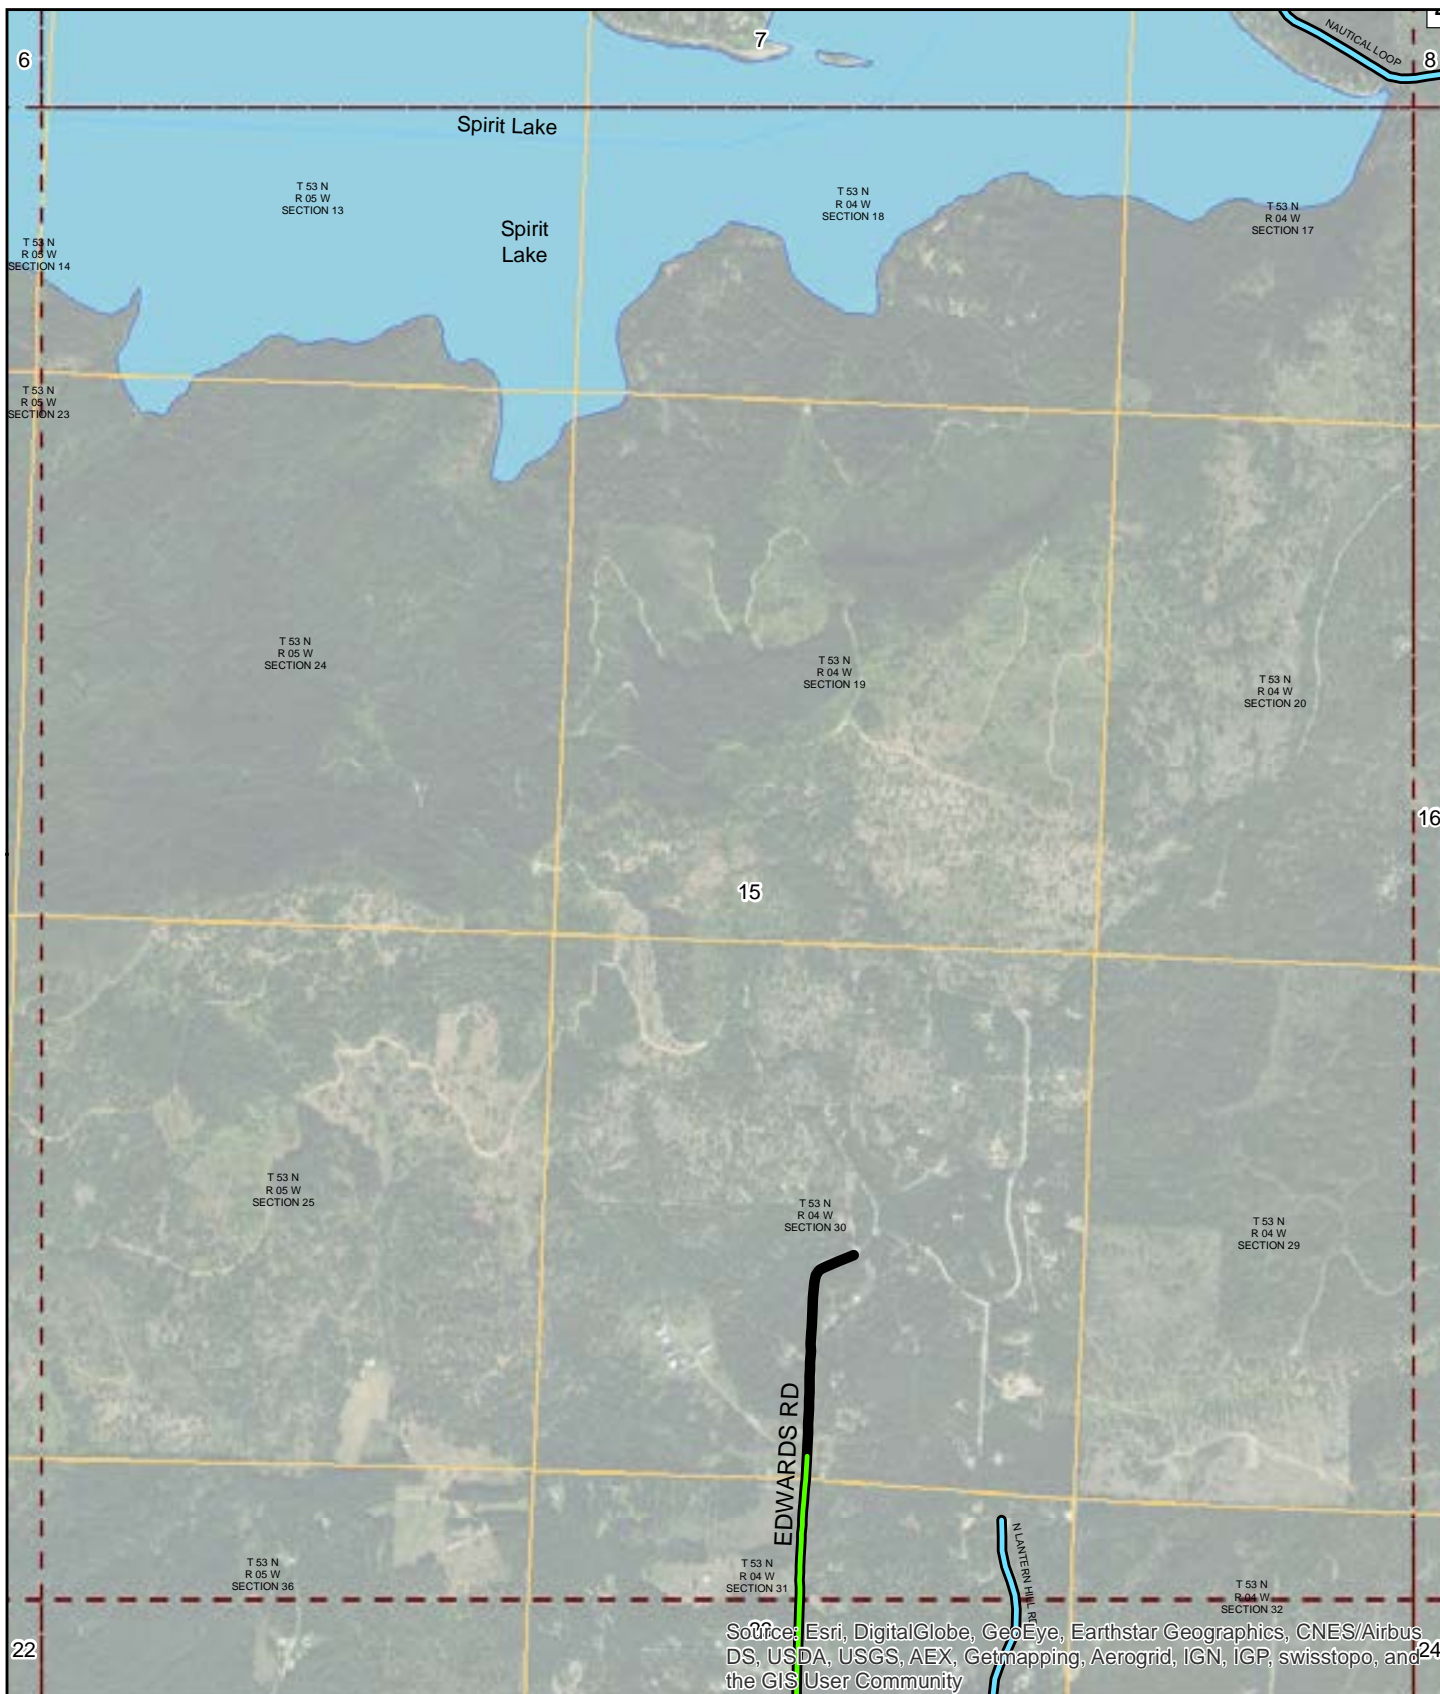 7
6
8
NAUTICAL LOOP
Spirit Lake
T 53 N
R 05 W
SECTION 13
T 53 N
R 04 W
SECTION 18
T 53 N
R 04 W
SECTION 17
Spirit
Lake
T 53 N
R 05 W
SECTION 14
T 53 N
R 05 W
SECTION 23
T 53 N
R 05 W
SECTION 24
T 53 N
R 04 W
SECTION 19
T 53 N
R 04 W
SECTION 20
16
15
T 53 N
R 05 W
SECTION 25
T 53 N
R 04 W
SECTION 30
T 53 N
R 04 W
SECTION 29
EDWARDS RD
N LANTERN HILL RD
T 53 N
R 05 W
SECTION 36
T 53 N
R 04 W
SECTION 31
T 53 N
R 04 W
SECTION 32
22
24
Source: Esri, DigitalGlobe, GeoEye, Earthstar Geographics, CNES/Airbus
DS, USDA, USGS, AEX, Getmapping, Aerogrid, IGN, IGP, swisstopo, and
the GIS User Community